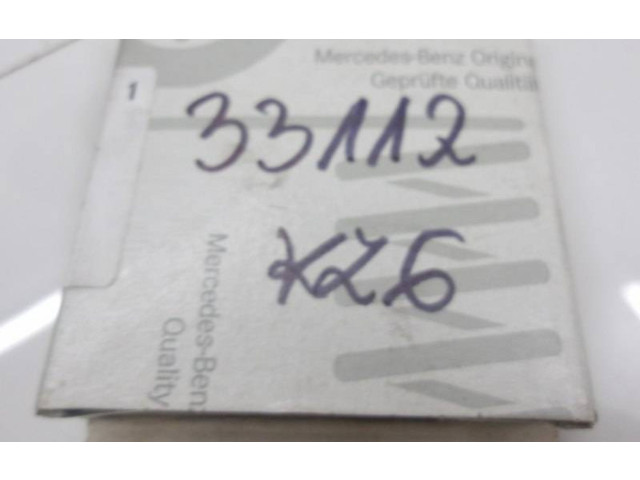 Mercedes-Benz Origin
Geprüfte Qualitä
1
33112
KZ6
Mercedes-Benz
Quality